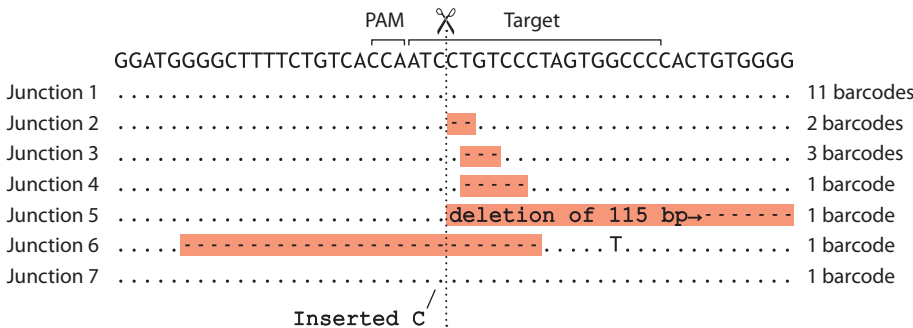 PAM Target
GGATGGGGCTTTTCTGTCACCAATCCTGTCCCTAGTGGCCCCACTGTGGGG
Junction 1 ................................................... 11 barcodes
Junction 2 .........................--........................ 2 barcodes
Junction 3 ..........................---...................... 3 barcodes
Junction 4 ..........................-----.................... 1 barcode
Junction 5 .........................deletion of 115 bp→------- 1 barcode
Junction 6 .....---------------------------.....T............. 1 barcode
Junction 7 ................................................... 1 barcode
Inserted C